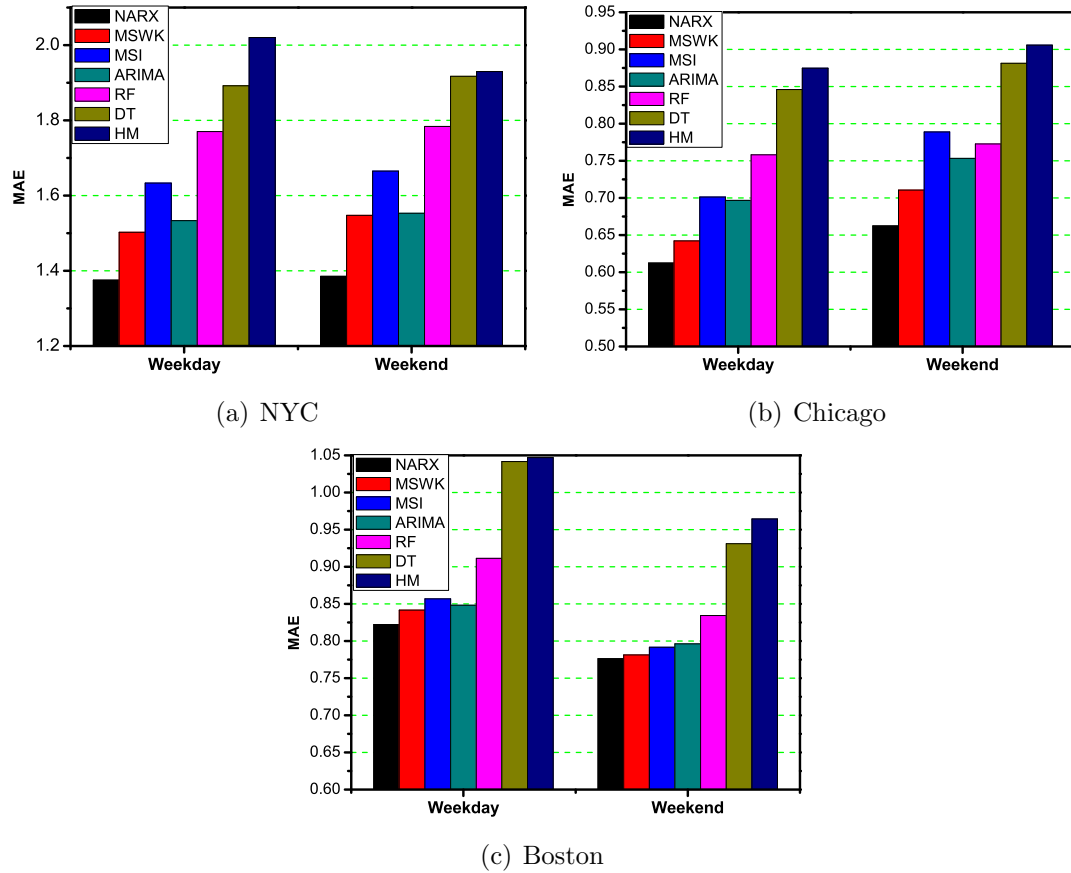 NARX
MSWK
MSI
ARIMA
RF
DT
HM
2.0
1.8
1.6
1.4
1.2
MAE
Weekday
Weekend
(a) NYC
NARX
MSWK
MSI
ARIMA
RF
DT
HM
0.95
0.90
0.85
0.80
0.75
0.70
0.65
0.60
0.55
0.50
MAE
Weekday
Weekend
(b) Chicago
NARX
MSWK
MSI
ARIMA
RF
DT
HM
1.05
1.00
0.95
0.90
0.85
0.80
0.75
0.70
0.65
0.60
MAE
Weekday
Weekend
(c) Boston